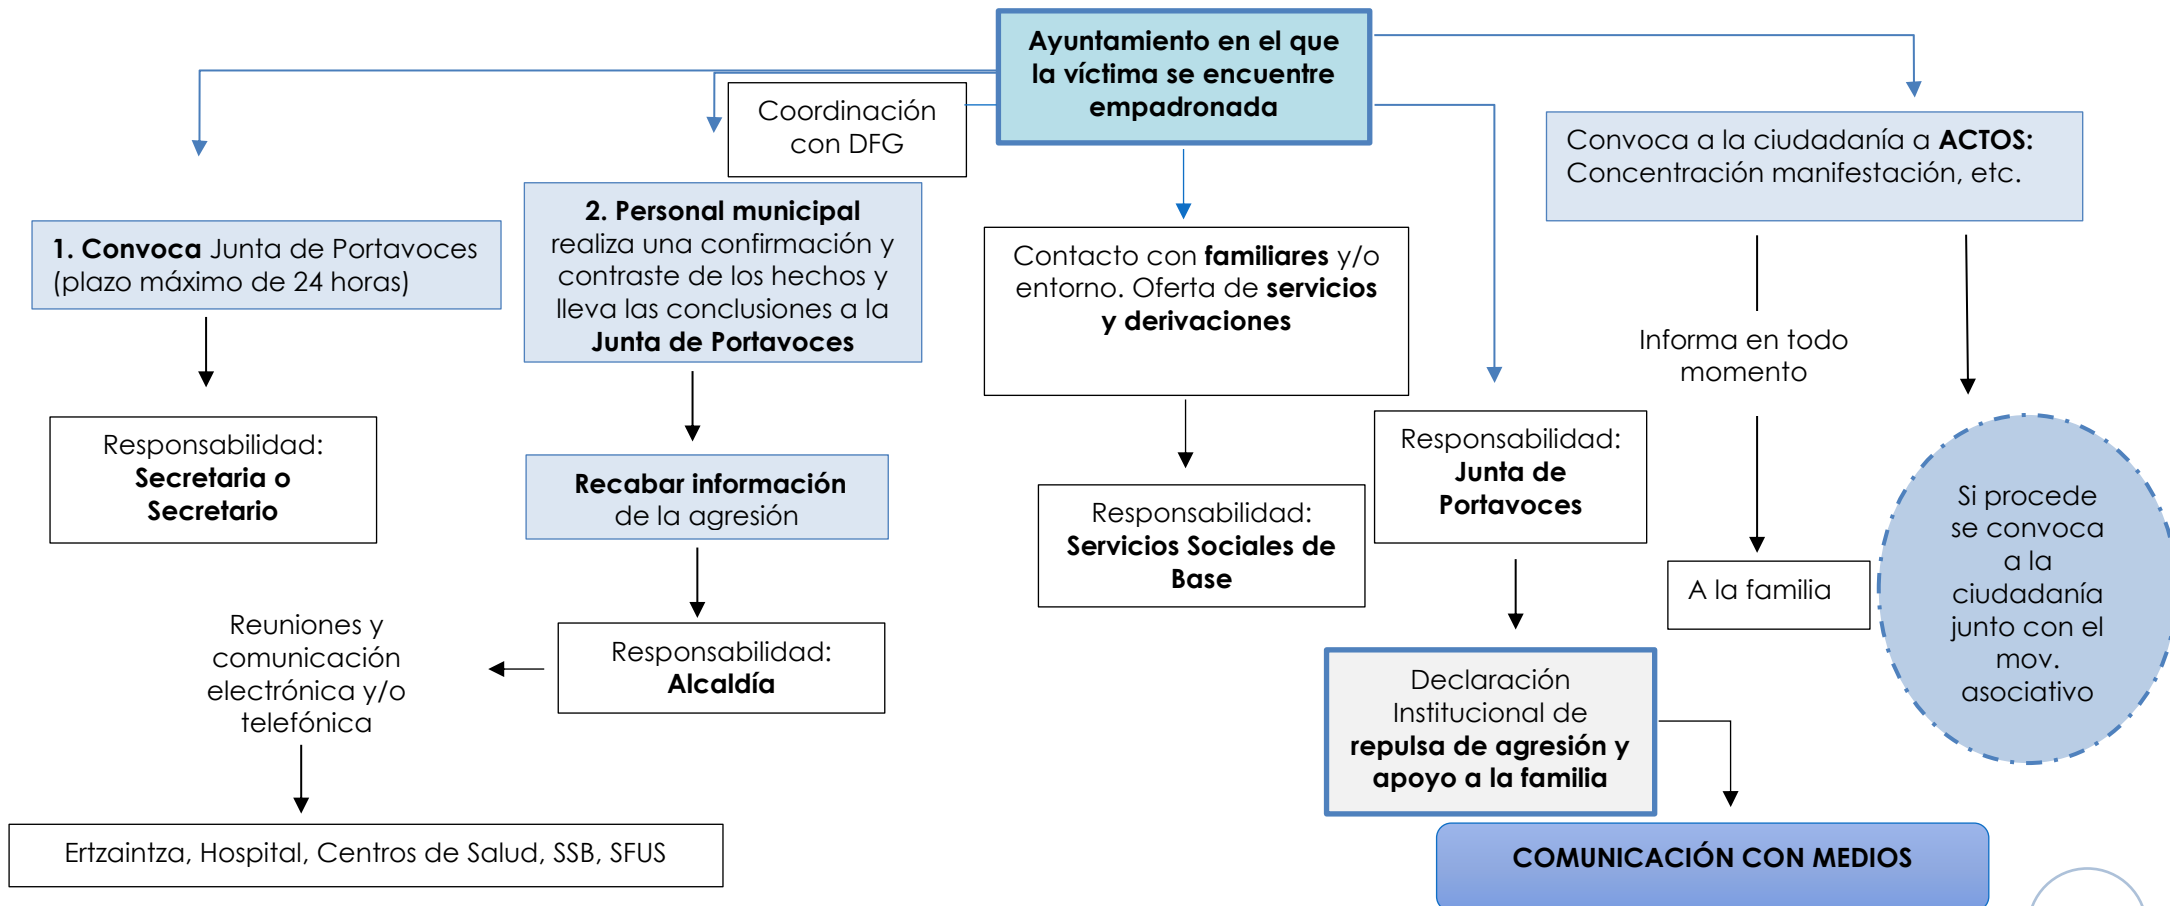 Ayuntamiento en el que
la víctima se encuentre
empadronada
Coordinación
con DFG
1. Convoca Junta de Portavoces
(plazo máximo de 24 horas)
Responsabilidad:
Secretaria o
Secretario
2. Personal municipal
realiza una confirmación y
contraste de los hechos y
lleva las conclusiones a la
Junta de Portavoces
Recabar información
de la agresión
Responsabilidad:
Alcaldía
Reuniones y
comunicación
electrónica y/o
telefónica
Ertzaintza, Hospital, Centros de Salud, SSB, SFUS
Contacto con familiares y/o
entorno. Oferta de servicios
y derivaciones
Responsabilidad:
Servicios Sociales de
Base
Responsabilidad:
Junta de
Portavoces
Declaración
Institucional de
repulsa de agresión y
apoyo a la familia
COMUNICACIÓN CON MEDIOS
Convoca a la ciudadanía a ACTOS:
Concentración manifestación, etc.
Informa en todo
momento
A la familia
Si procede
se convoca
a la
ciudadanía
junto con el
mov.
asociativo